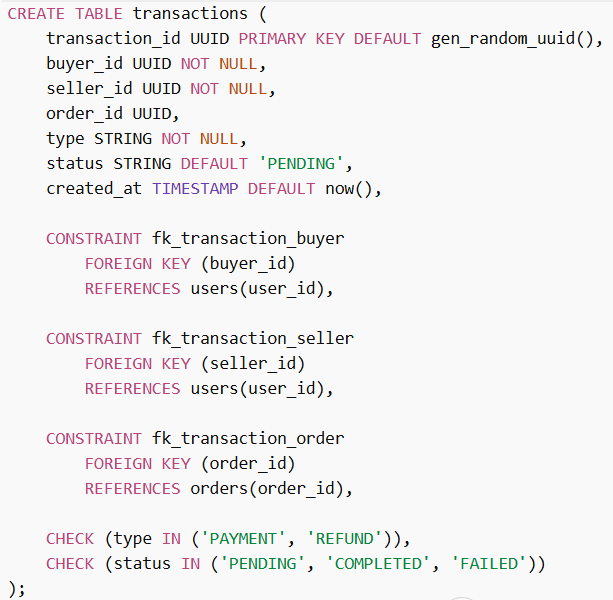 CREATE TABLE transactions (
    transaction_id UUID PRIMARY KEY DEFAULT gen_random_uuid(),
    buyer_id UUID NOT NULL,
    seller_id UUID NOT NULL,
    order_id UUID,
    type STRING NOT NULL,
    status STRING DEFAULT 'PENDING',
    created_at TIMESTAMP DEFAULT now(),

    CONSTRAINT fk_transaction_buyer
        FOREIGN KEY (buyer_id)
        REFERENCES users(user_id),

    CONSTRAINT fk_transaction_seller
        FOREIGN KEY (seller_id)
        REFERENCES users(user_id),

    CONSTRAINT fk_transaction_order
        FOREIGN KEY (order_id)
        REFERENCES orders(order_id),

    CHECK (type IN ('PAYMENT', 'REFUND')),
    CHECK (status IN ('PENDING', 'COMPLETED', 'FAILED'))
);